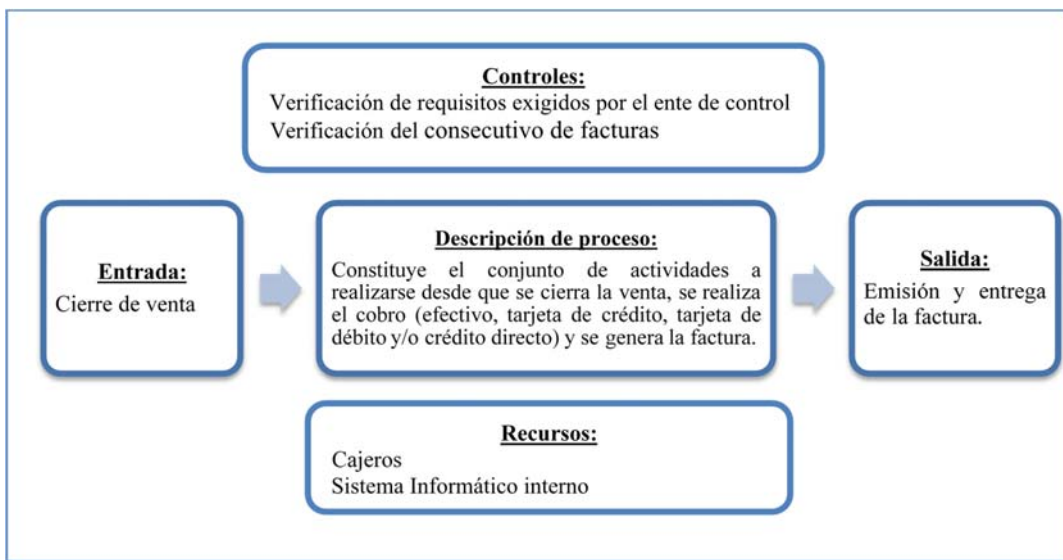 Controles:
Verificación de requisitos exigidos por el ente de control
Verificación del consecutivo de facturas
Entrada:
Cierre de venta
Descripción de proceso:
Constituye el conjunto de actividades a
realizarse desde que se cierra la venta, se realiza
el cobro (efectivo, tarjeta de crédito, tarjeta de
débito y/o crédito directo) y se genera la factura.
Salida:
Emisión y entrega
de la factura.
Recursos:
Cajeros
Sistema Informático interno